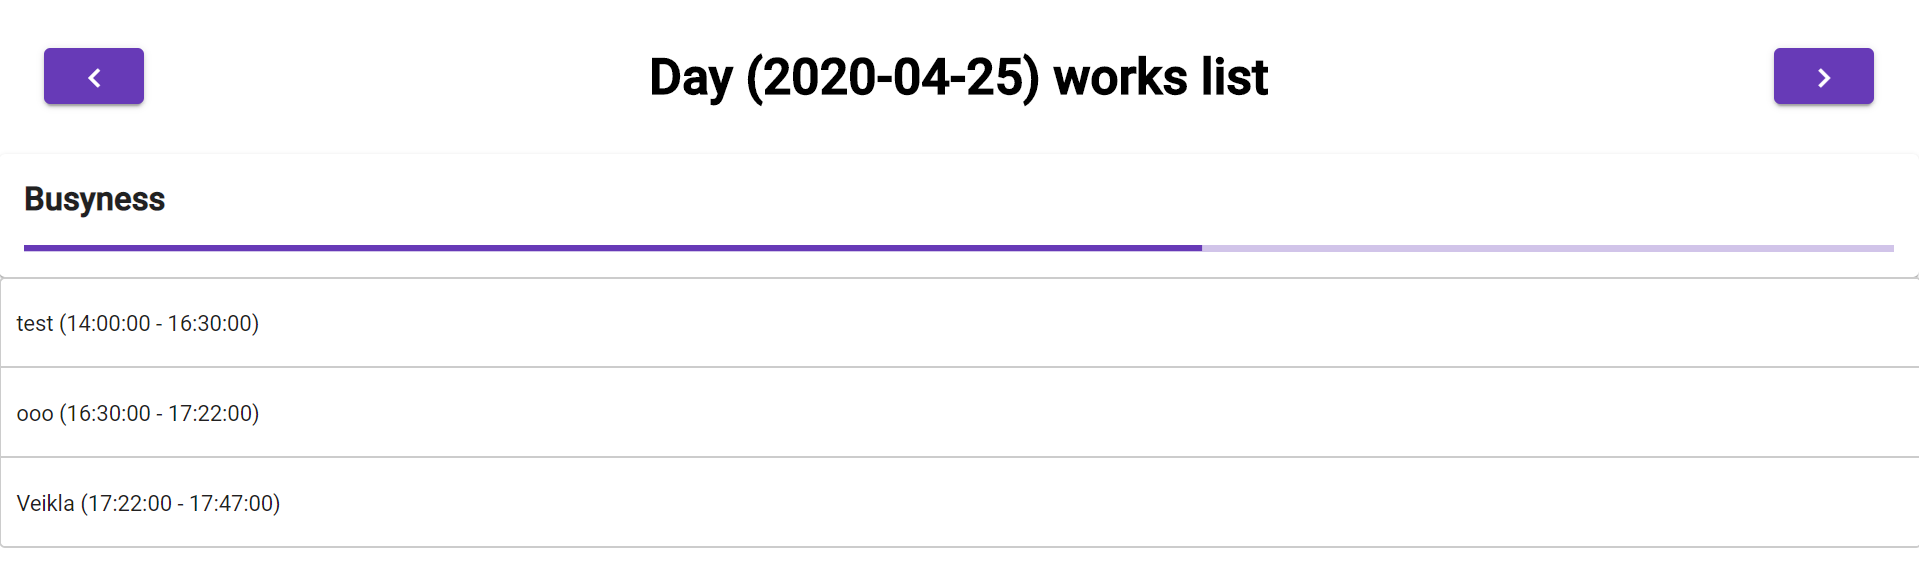 Day (2020-04-25) works list
Busyness
test (14:00:00 - 16:30:00)
ooo (16:30:00 - 17:22:00)
Veikla (17:22:00 - 17:47:00)